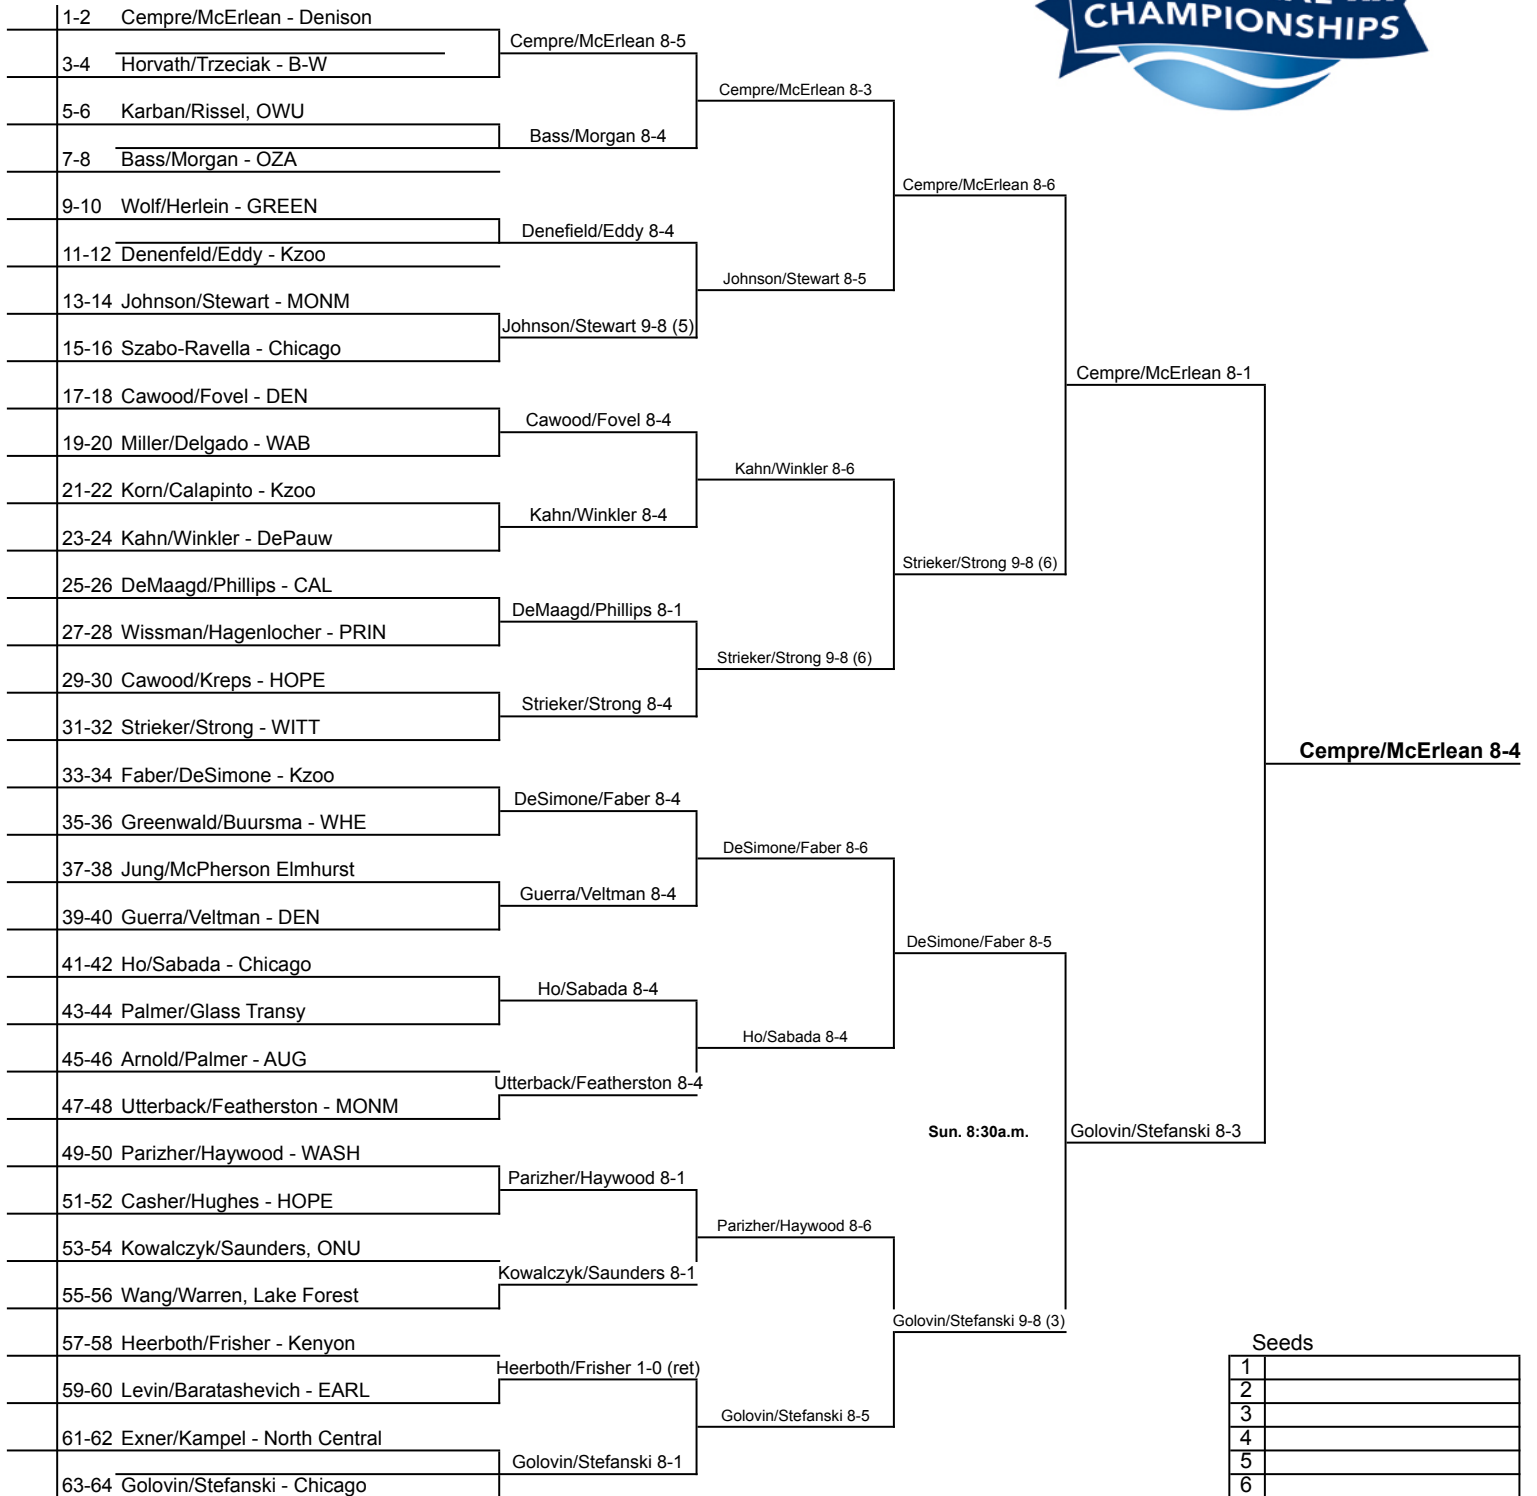 CHAMPIONSHIPS
1-2 Cempre/McErlean - Denison
Cempre/McErlean 8-5
3-4 Horvath/Trzeciak - B-W
Cempre/McErlean 8-3
5-6 Karban/Rissel, OWU
Bass/Morgan 8-4
7-8 Bass/Morgan - OZA
Cempre/McErlean 8-6
9-10 Wolf/Herlein - GREEN
Denefield/Eddy 8-4
11-12 Denenfeld/Eddy - Kzoo
Johnson/Stewart 8-5
13-14 Johnson/Stewart - MONM
Johnson/Stewart 9-8 (5)
15-16 Szabo-Ravella - Chicago
Cempre/McErlean 8-1
17-18 Cawood/Fovel - DEN
Cawood/Fovel 8-4
19-20 Miller/Delgado - WAB
Kahn/Winkler 8-6
21-22 Korn/Calapinto - Kzoo
Kahn/Winkler 8-4
23-24 Kahn/Winkler - DePauw
Strieker/Strong 9-8 (6)
25-26 DeMaagd/Phillips - CAL
DeMaagd/Phillips 8-1
27-28 Wissman/Hagenlocher - PRIN
Strieker/Strong 9-8 (6)
29-30 Cawood/Kreps - HOPE
Strieker/Strong 8-4
31-32 Strieker/Strong - WITT
Cempre/McErlean 8-4
33-34 Faber/DeSimone - Kzoo
DeSimone/Faber 8-4
35-36 Greenwald/Buursma - WHE
DeSimone/Faber 8-6
37-38 Jung/McPherson Elmhurst
Guerra/Veltman 8-4
39-40 Guerra/Veltman - DEN
DeSimone/Faber 8-5
41-42 Ho/Sabada - Chicago
Ho/Sabada 8-4
43-44 Palmer/Glass Transy
Ho/Sabada 8-4
45-46 Arnold/Palmer - AUG
Utterback/Featherston 8-4
47-48 Utterback/Featherston - MONM
Sun. 8:30a.m.
Golovin/Stefanski 8-3
49-50 Parizher/Haywood - WASH
Parizher/Haywood 8-1
51-52 Casher/Hughes - HOPE
Parizher/Haywood 8-6
53-54 Kowalczyk/Saunders, ONU
Kowalczyk/Saunders 8-1
55-56 Wang/Warren, Lake Forest
Golovin/Stefanski 9-8 (3)
57-58 Heerboth/Frisher - Kenyon
Seeds
Heerboth/Frisher 1-0 (ret)
1
59-60 Levin/Baratashevich - EARL
2
Golovin/Stefanski 8-5
3
61-62 Exner/Kampel - North Central
4
Golovin/Stefanski 8-1
5
63-64 Golovin/Stefanski - Chicago
6